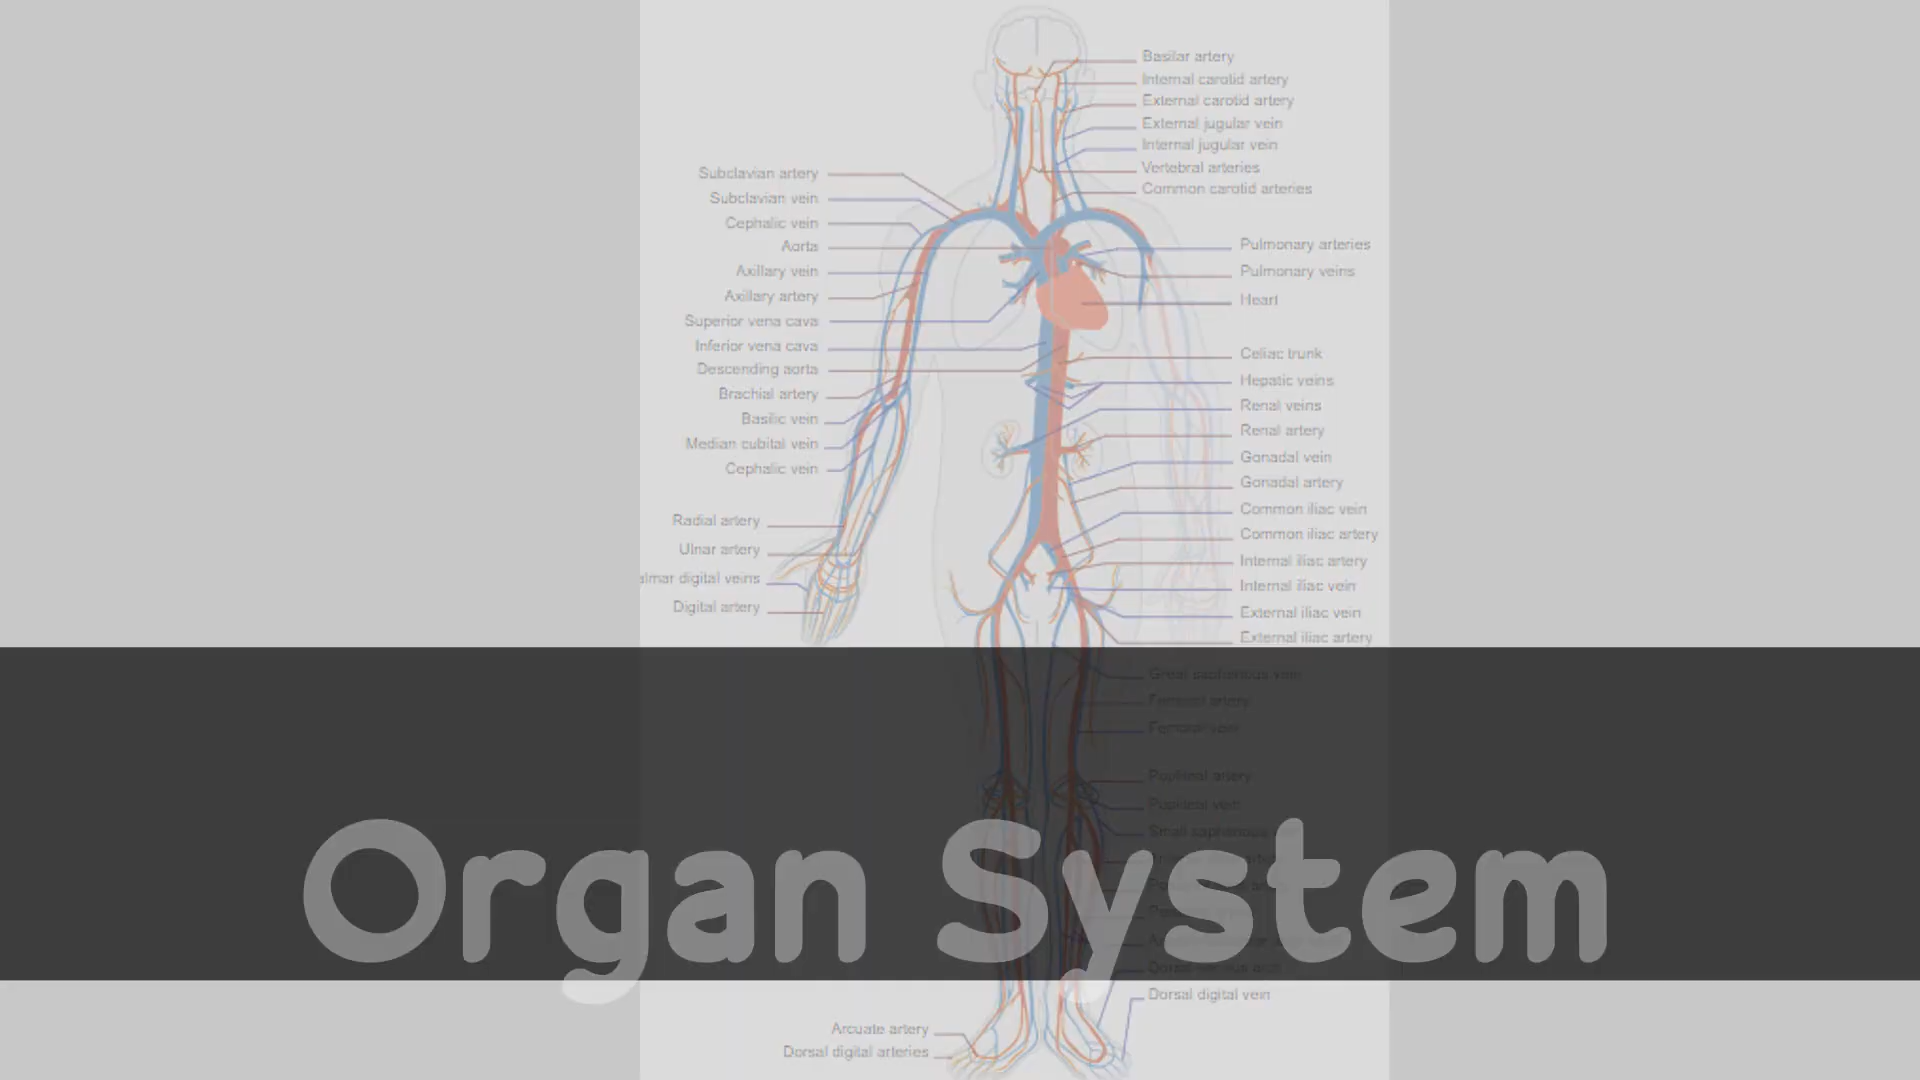 Basilar artery
Internal carotid artery
External carotid artery
External jugular vein
Internal jugular vein
Vertebral arteries
Common carotid arteries
Subclavian artery
Subclavian vein
Cephalic vein
Aorta
Axillary vein
Axillary artery
Superior vena cava
Inferior vena cava
Descending aorta
Brachial artery
Basilic vein
Median cubital vein
Cephalic vein
Radial artery
Ulnar artery
almar digital veins
Digital artery
Pulmonary arteries
Pulmonary veins
Heart
Celiac trunk
Hepatic veins
Renal veins
Renal artery
Gonadal vein
Gonadal artery
Common iliac vein
Common iliac artery
Internal iliac artery
Internal iliac vein
External iliac vein
External iliac artery
Great saphenous vein
Femoral artery
Femoral vein
Popliteal artery
Popliteal vein
Small saphenous
Organ System
Dorsal digital vein
Arcuate artery
Dorsal digital arteries